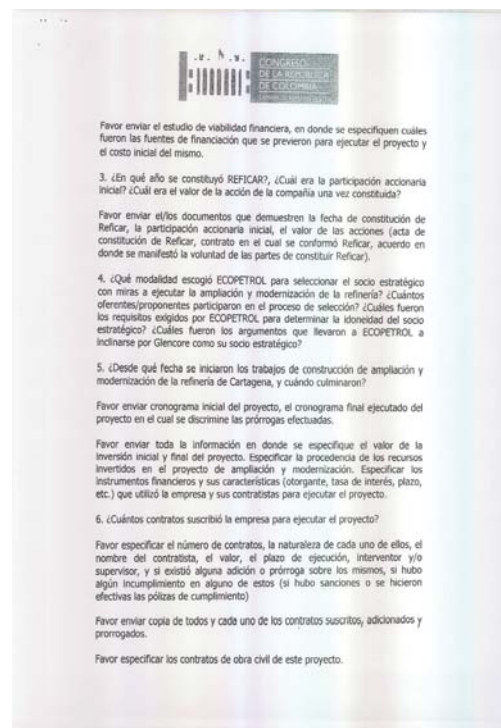 CONGRESO
DE LA REPÚBLICA
DE COLOMBIA
Favor enviar el estudio de viabilidad financiera, en donde se especifiquen cuáles
fueron las fuentes de financiación que se previeron para ejecutar el proyecto y
el costo inicial del mismo.
3. ¿En qué año se constituyó REFICAR?, ¿Cuál era la participación accionaria
inicial? ¿Cuál era el valor de la acción de la compañía una vez constituida?
Favor enviar el/los documentos que demuestren la fecha de constitución de
Reficar, la participación accionaria inicial, el valor de las acciones (acta de
constitución de Reficar, contrato en el cual se conformó Reficar, acuerdo en
donde se manifestó la voluntad de las partes de constituir Reficar).
4. ¿Qué modalidad escogió ECOPETROL para seleccionar el socio estratégico
con miras a ejecutar la ampliación y modernización de la refinería? ¿Cuántos
oferentes/proponentes participaron en el proceso de selección? ¿Cuáles fueron
los requisitos exigidos por ECOPETROL para determinar la idoneidad del socio
estratégico? ¿Cuáles fueron los argumentos que llevaron a ECOPETROL a
inclinarse por Glencore como su socio estratégico?
5. ¿Desde qué fecha se iniciaron los trabajos de construcción de ampliación y
modernización de la refinería de Cartagena, y cuándo culminaron?
Favor enviar cronograma inicial del proyecto, el cronograma final ejecutado del
proyecto en el cual se discrimine las prórrogas efectuadas.
Favor enviar toda la información en donde se especifique el valor de la
inversión inicial y final del proyecto. Especificar la procedencia de los recursos
invertidos en el proyecto de ampliación y modernización. Especificar los
instrumentos financieros y sus características (otorgante, tasa de interés, plazo,
etc.) que utilizó la empresa y sus contratistas para ejecutar el proyecto.
6. ¿Cuántos contratos suscribió la empresa para ejecutar el proyecto?
Favor especificar el número de contratos, la naturaleza de cada uno de ellos, el
nombre del contratista, el valor, el plazo de ejecución, interventor y/o
supervisor, y si existió alguna adición o prórroga sobre los mismos, si hubo
algún incumplimiento en alguno de estos (si hubo sanciones o se hicieron
efectivas las pólizas de cumplimiento)
Favor enviar copia de todos y cada uno de los contratos suscritos, adicionados y
prorrogados.
Favor especificar los contratos de obra civil de este proyecto.